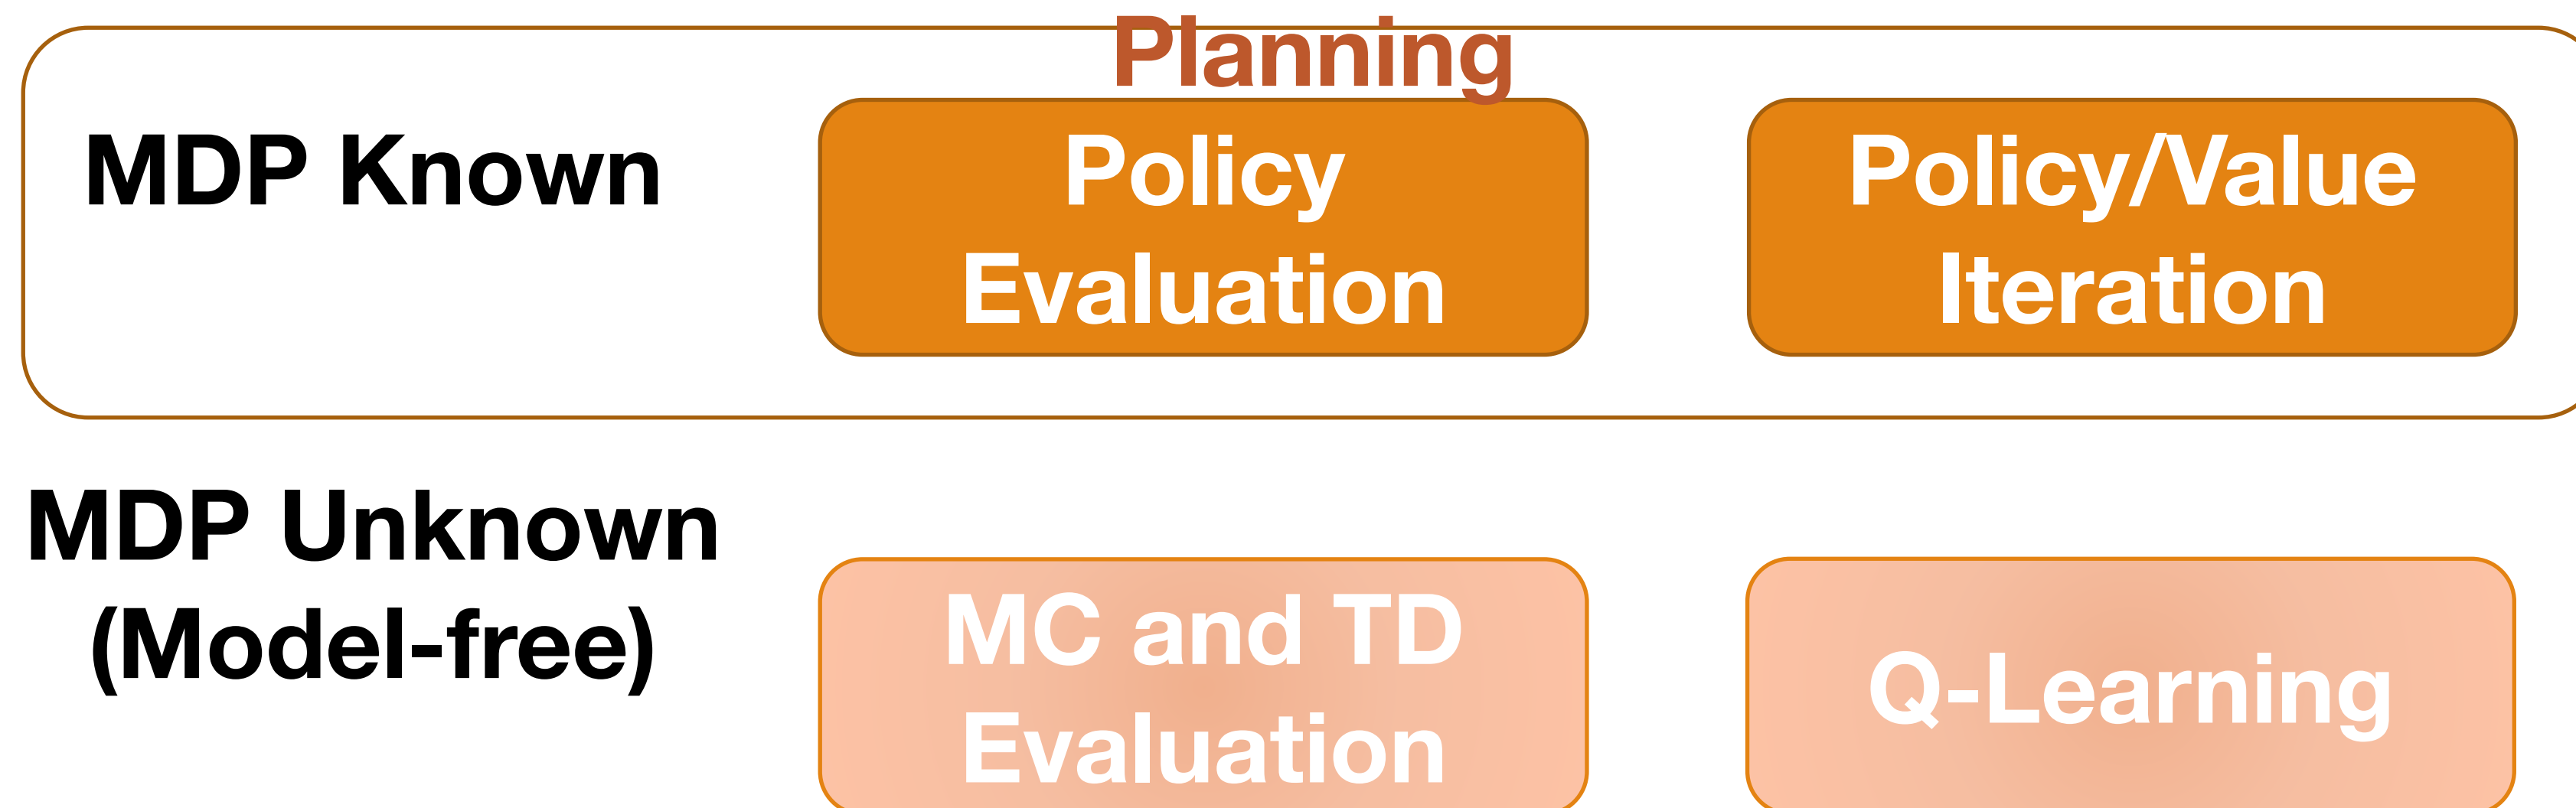 Planning
MDP Known
Policy
Evaluation
Policy/Value
Iteration
MDP Unknown
(Model-free)
MC and TD
Evaluation
Q-Learning